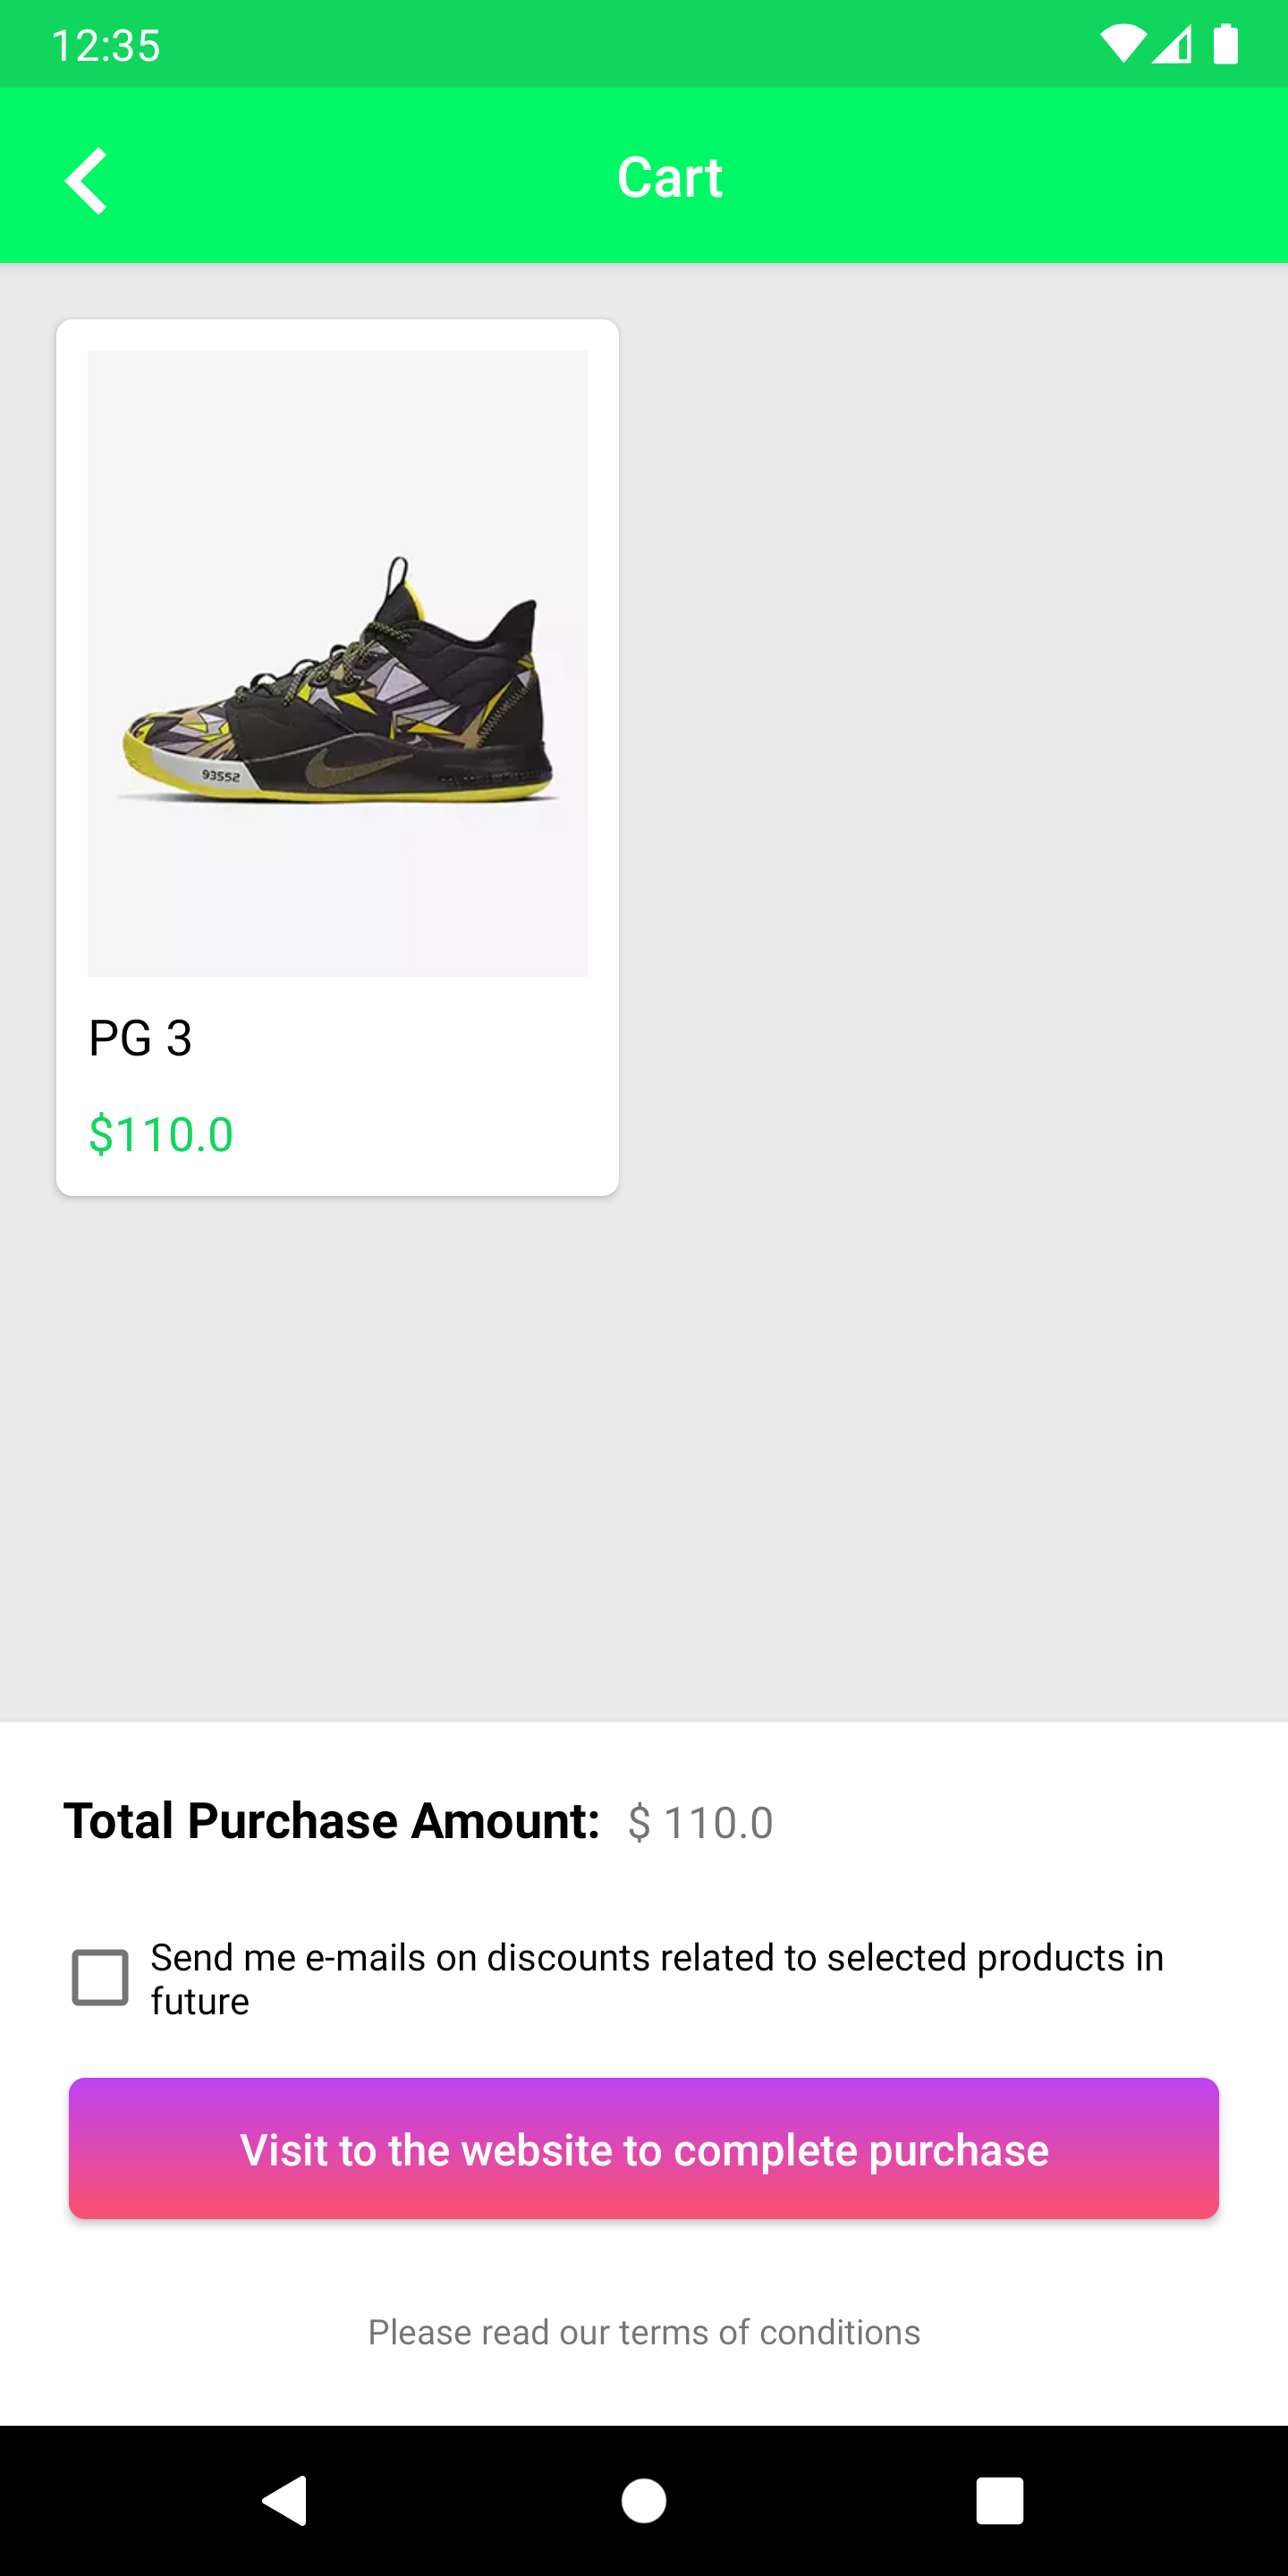 12:35
Cart
93552
PG 3
$110.0
Total Purchase Amount: $ 110.0
Send me e-mails on discounts related to selected products in
future
Visit to the website to complete purchase
Please read our terms of conditions